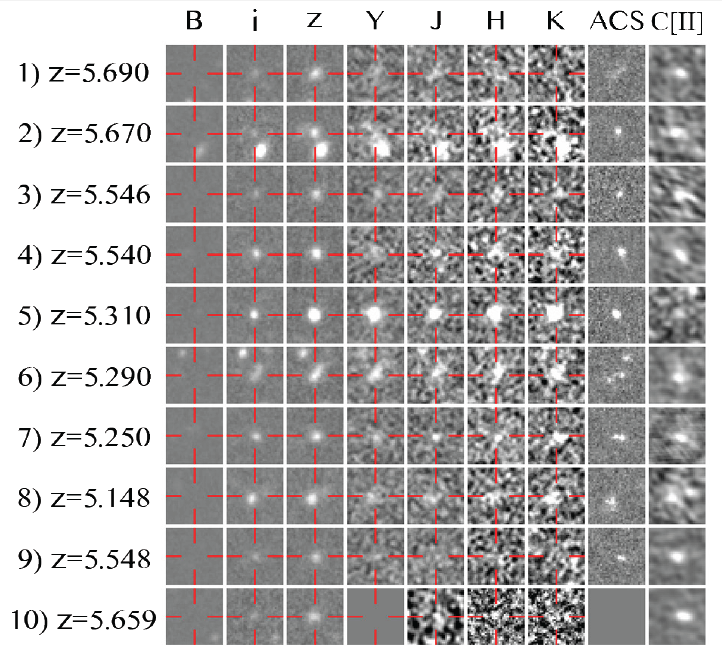 B i z Y J H K ACS C[II]
1) z=5.690
2) z=5.670
3) z=5.546
4) z=5.540
5) z=5.310
6) z=5.290
7) z=5.250
8) z=5.148
9) z=5.548
10) z=5.659